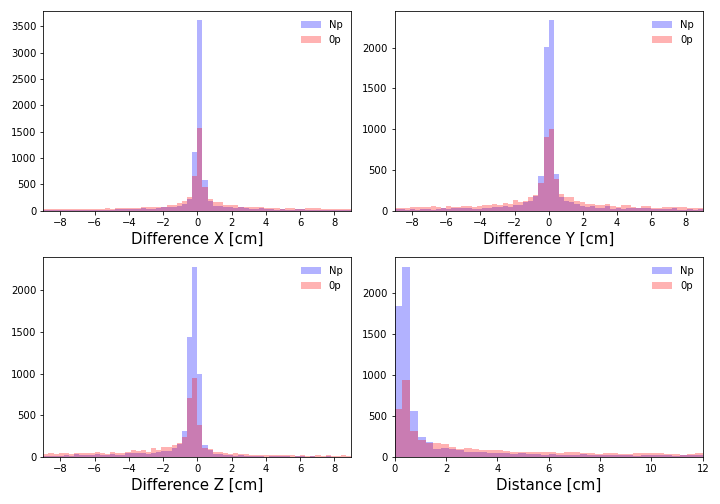 3500
3000
2500
2000
1500
1000
500
0
−8 −6 −4 −2 0 2 4 6 8
Difference X [cm]
Np
0p
2000
1500
1000
500
0
−8 −6 −4 −2 0 2 4 6 8
Difference Y [cm]
Np
0p
2000
1500
1000
500
0
−8 −6 −4 −2 0 2 4 6 8
Difference Z [cm]
Np
0p
2000
1500
1000
500
0
0 2 4 6 8 10 12
Distance [cm]
Np
0p